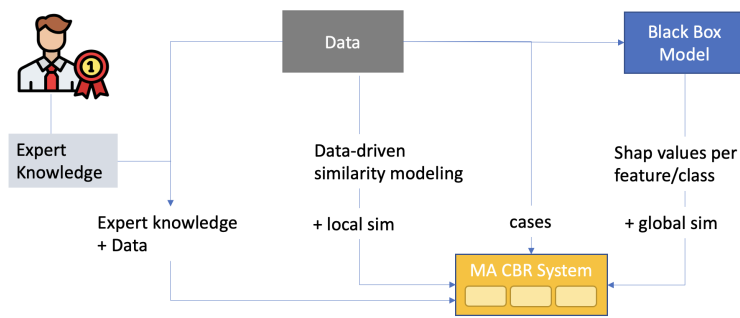 1
Data
Black Box
Model
Expert
Knowledge
Data-driven
similarity modeling
Shap values per
feature/class
Expert knowledge
+ Data
+ local sim
cases
+ global sim
MA CBR System